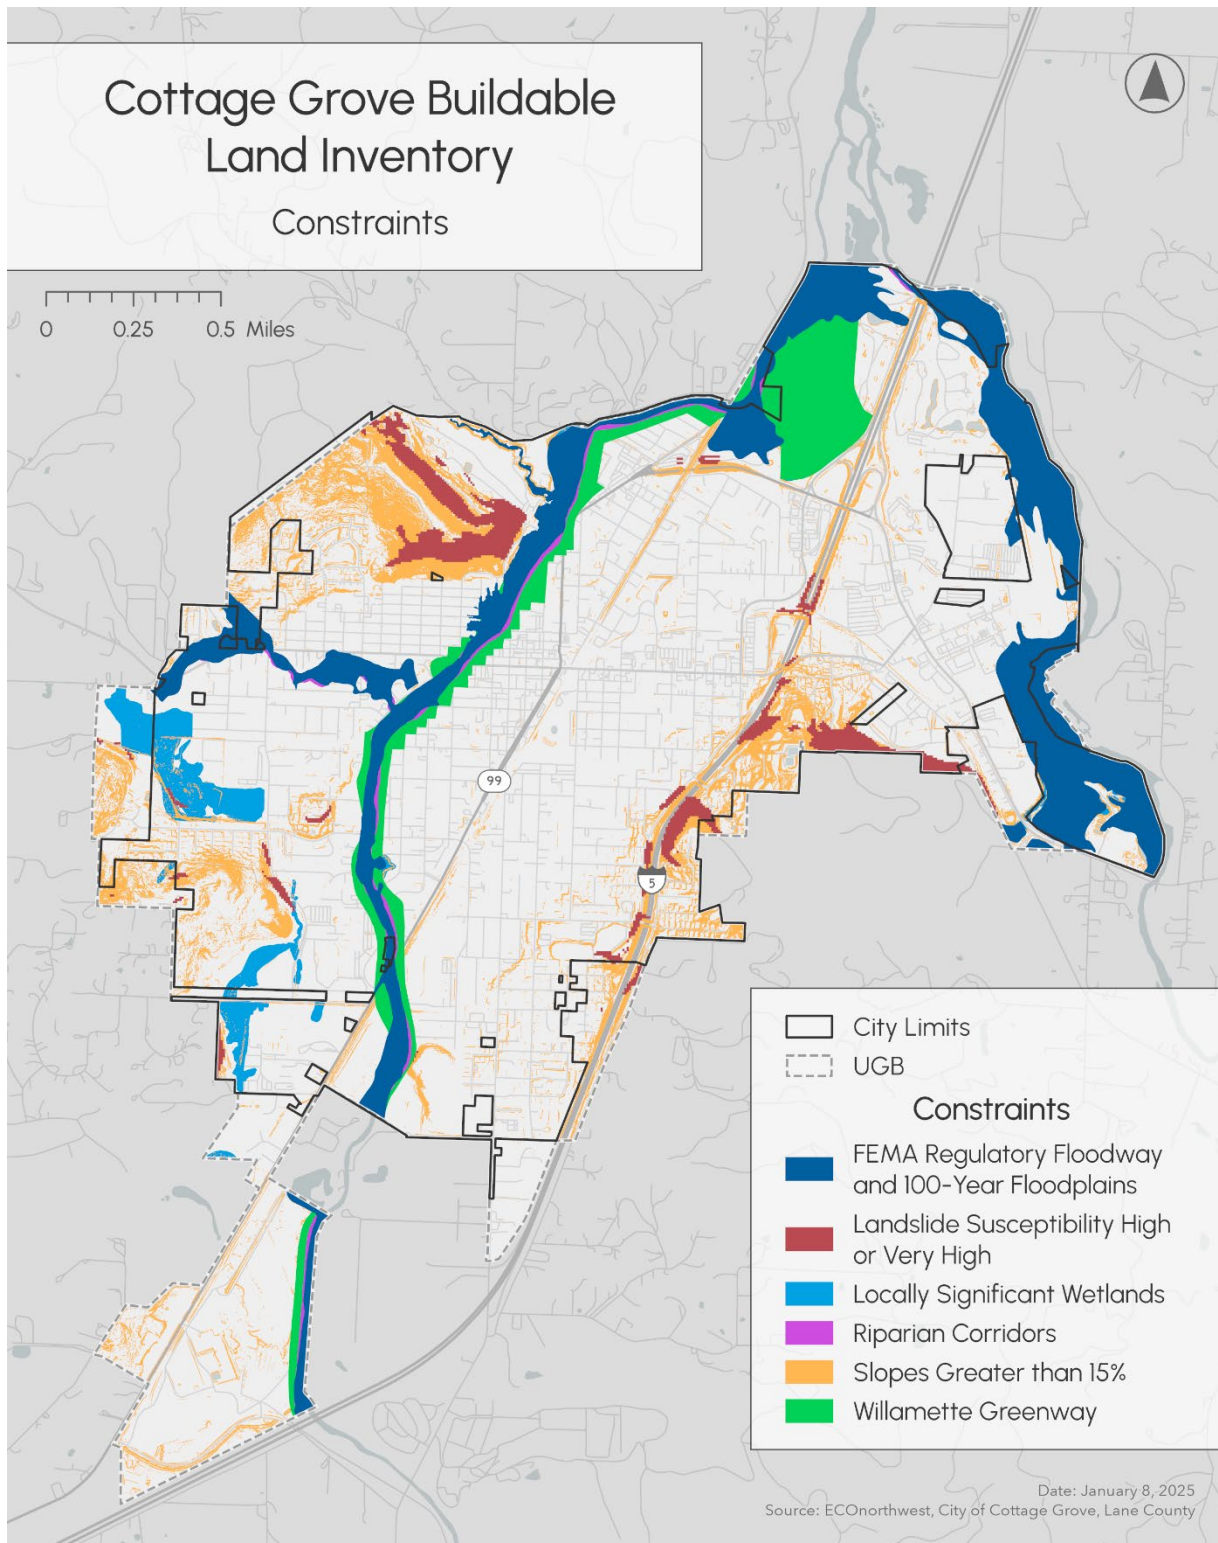 Cottage Grove Buildable
Land Inventory
Constraints
0 0.25 0.5 Miles
99
5
City Limits
UGB
Constraints
FEMA Regulatory Floodway
and 100-Year Floodplains
Landslide Susceptibility High
or Very High
Locally Significant Wetlands
Riparian Corridors
Slopes Greater than 15%
Willamette Greenway
Date: January 8, 2025
Source: ECOnorthwest, City of Cottage Grove, Lane County